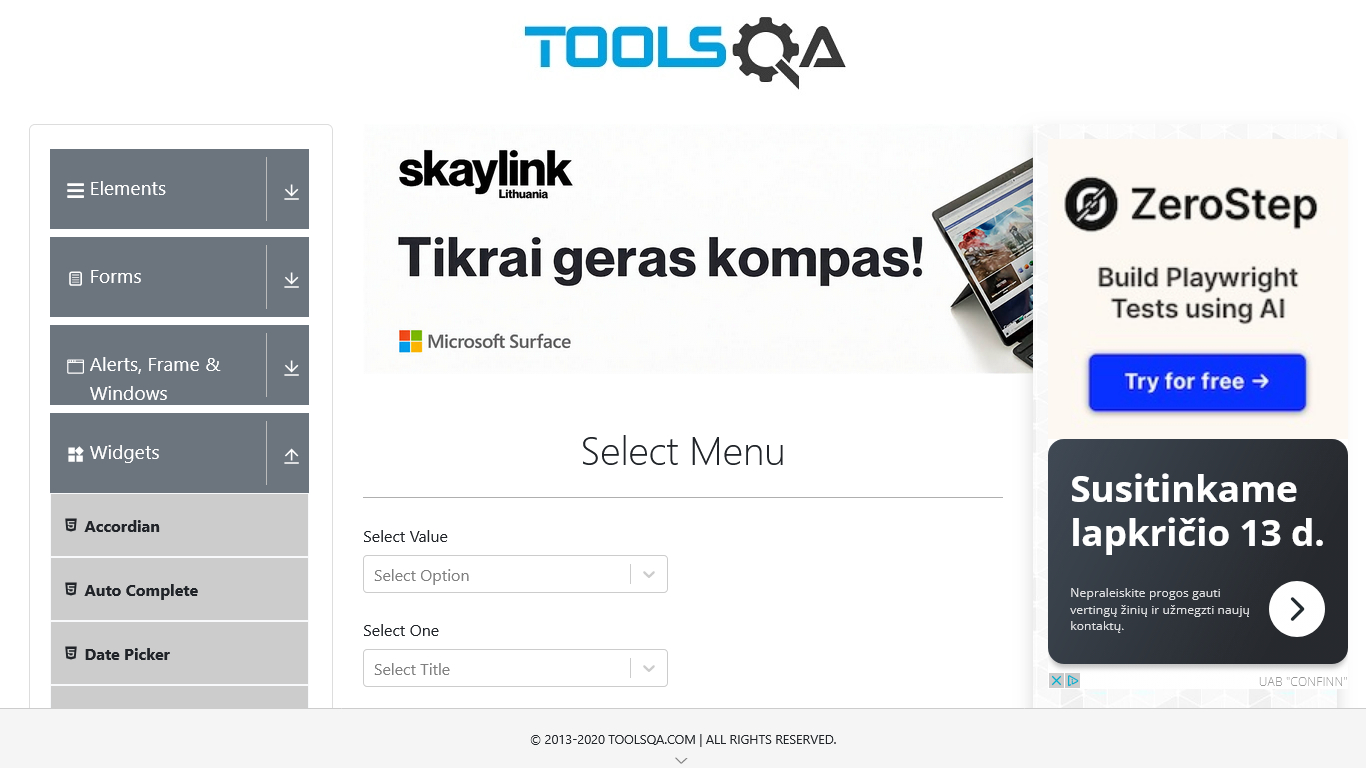 TOOLSQA
Elements
Forms
Alerts, Frame &
Windows
Widgets
Accordian
Auto Complete
Date Picker
skaylink
Lithuania
Tikrai geras kompas!
Microsoft Surface
Select Menu
Select Value
Select Option
Select One
Select Title
ZeroStep
Build Playwright
Tests using AI
Try for free →
Susitinkame
lapkričio 13 d.
Nepraleiskite progos gauti
vertingų žinių ir užmegzti naujų
kontaktų.
UAB "CONFINN"
© 2013-2020 TOOLSQA.COM | ALL RIGHTS RESERVED.